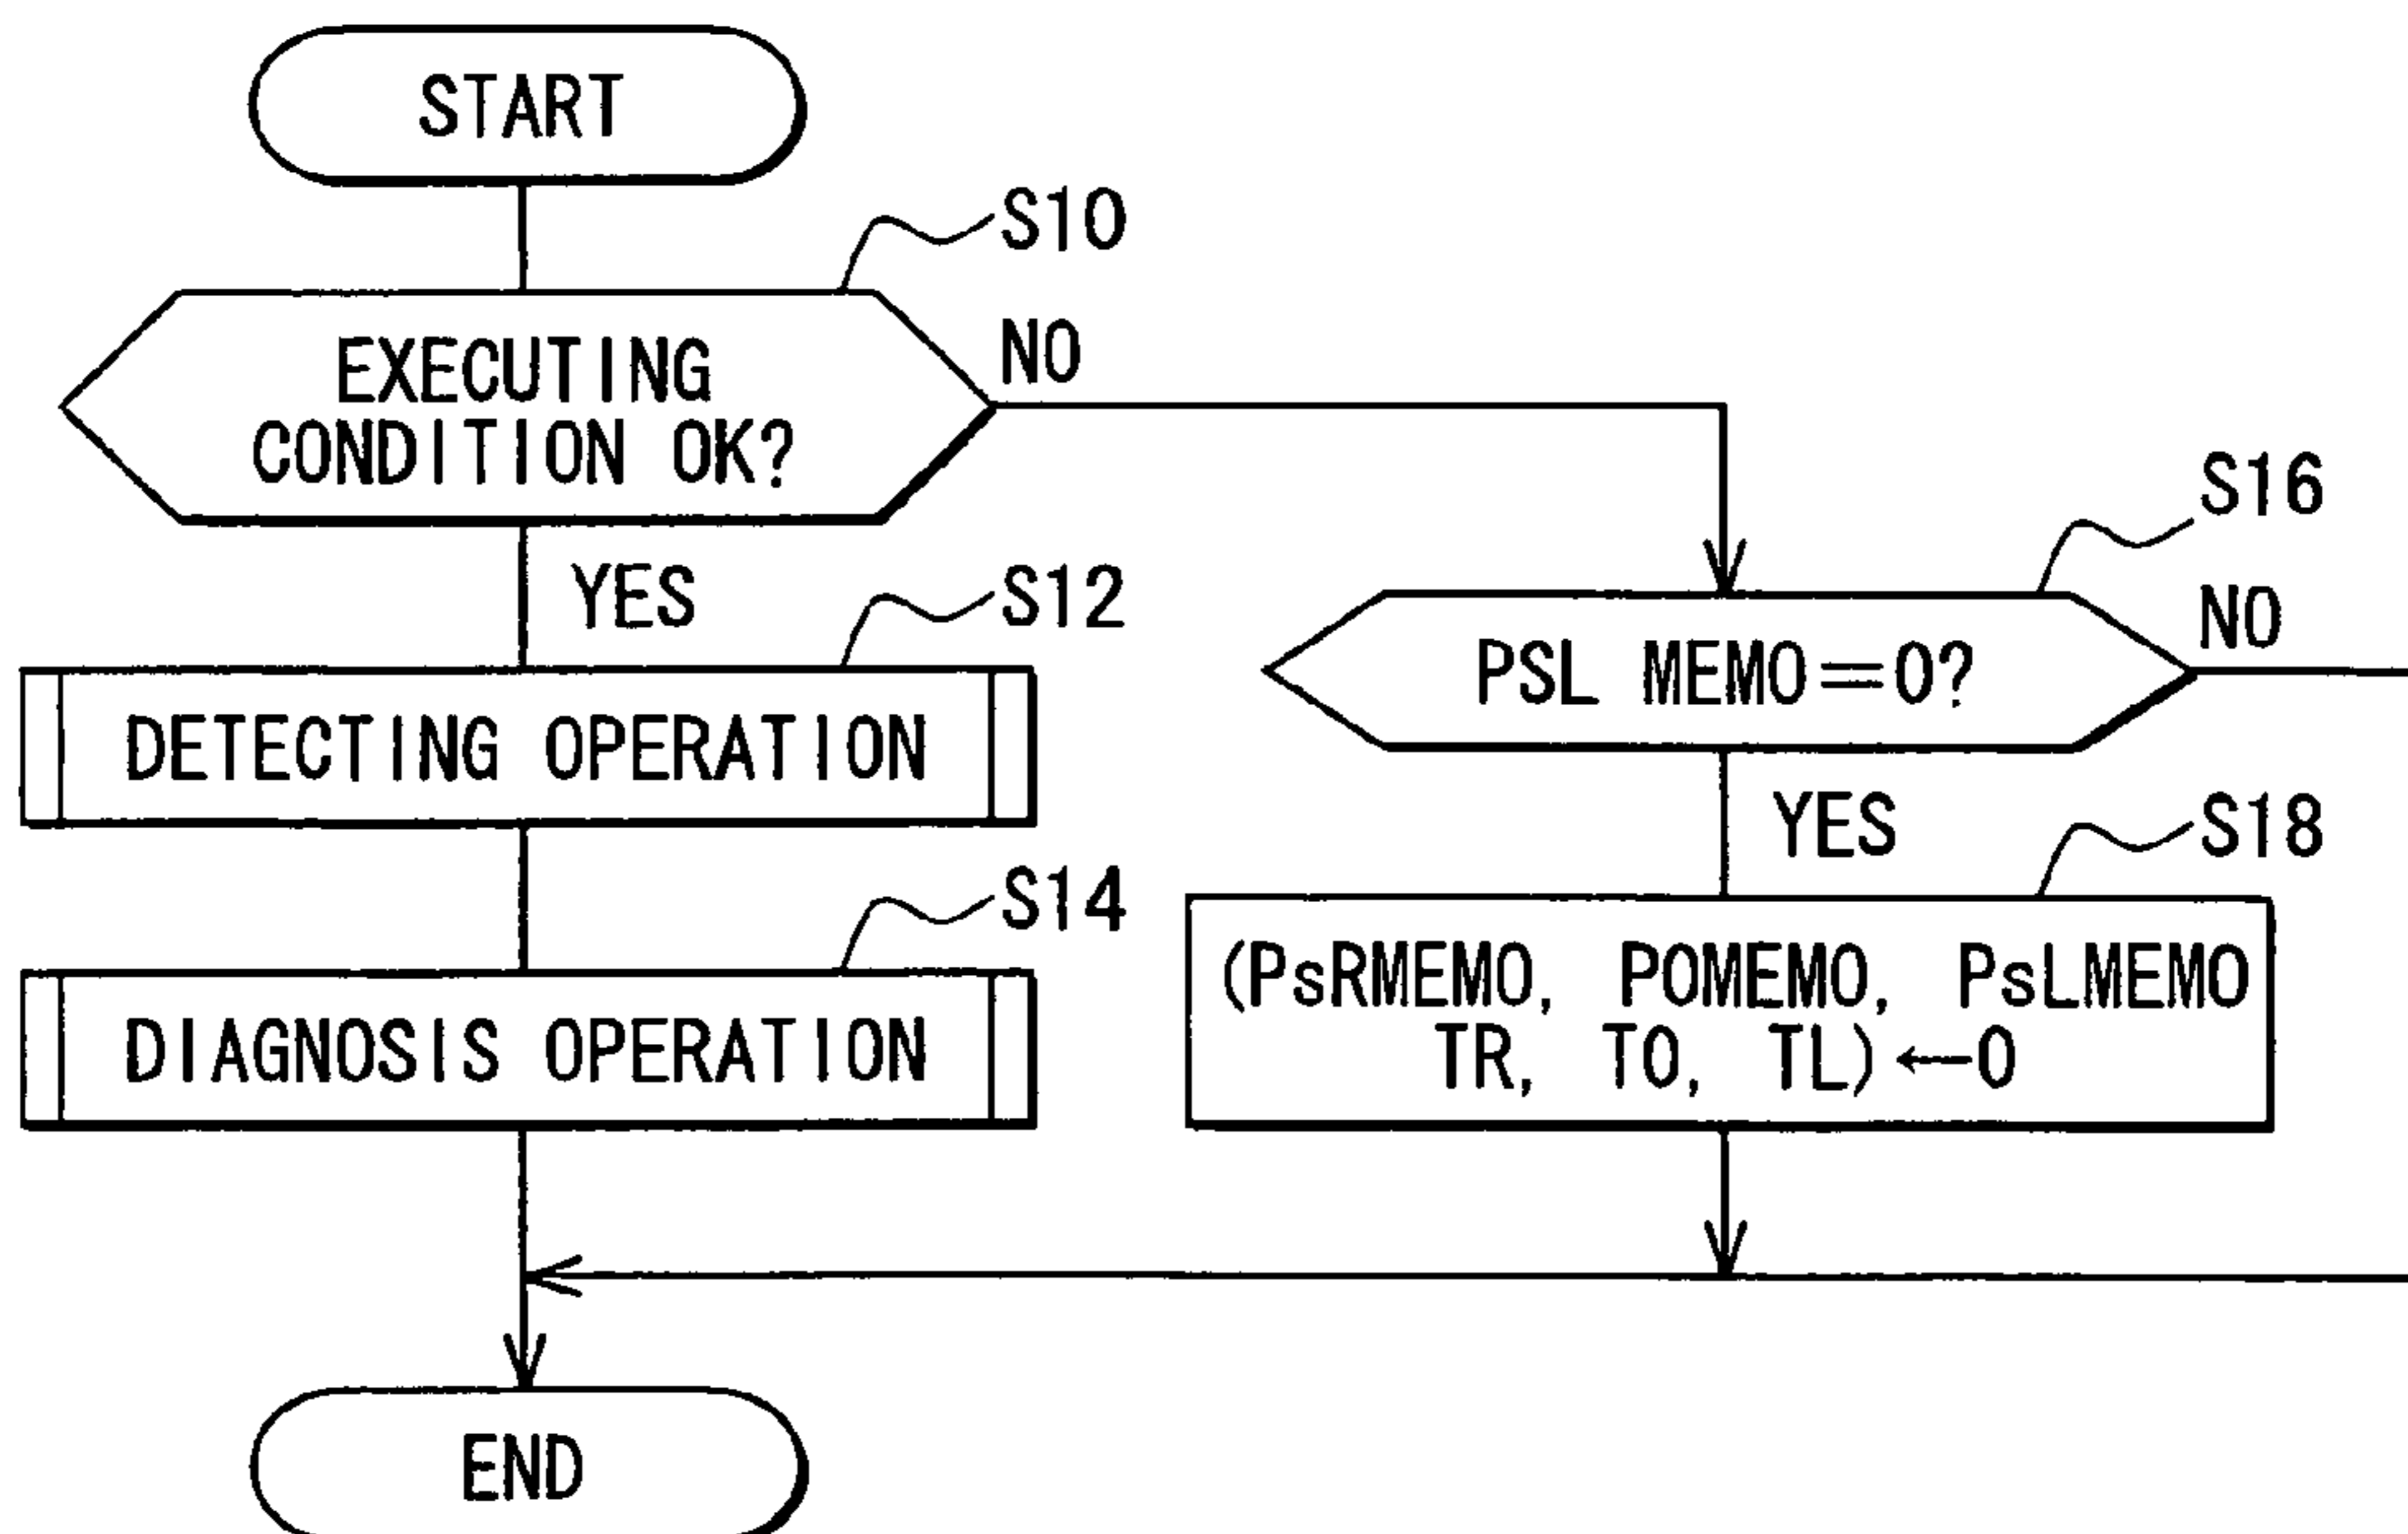 START
S10
EXECUTING
CONDITION OK?
NO
YES
S12
DETECTING OPERATION
S14
DIAGNOSIS OPERATION
S16
PSL MEMO=0?
NO
YES
S18
(PsRMEMO, POMEMO, PsLMEMO
TR, TO, TL)←0
END